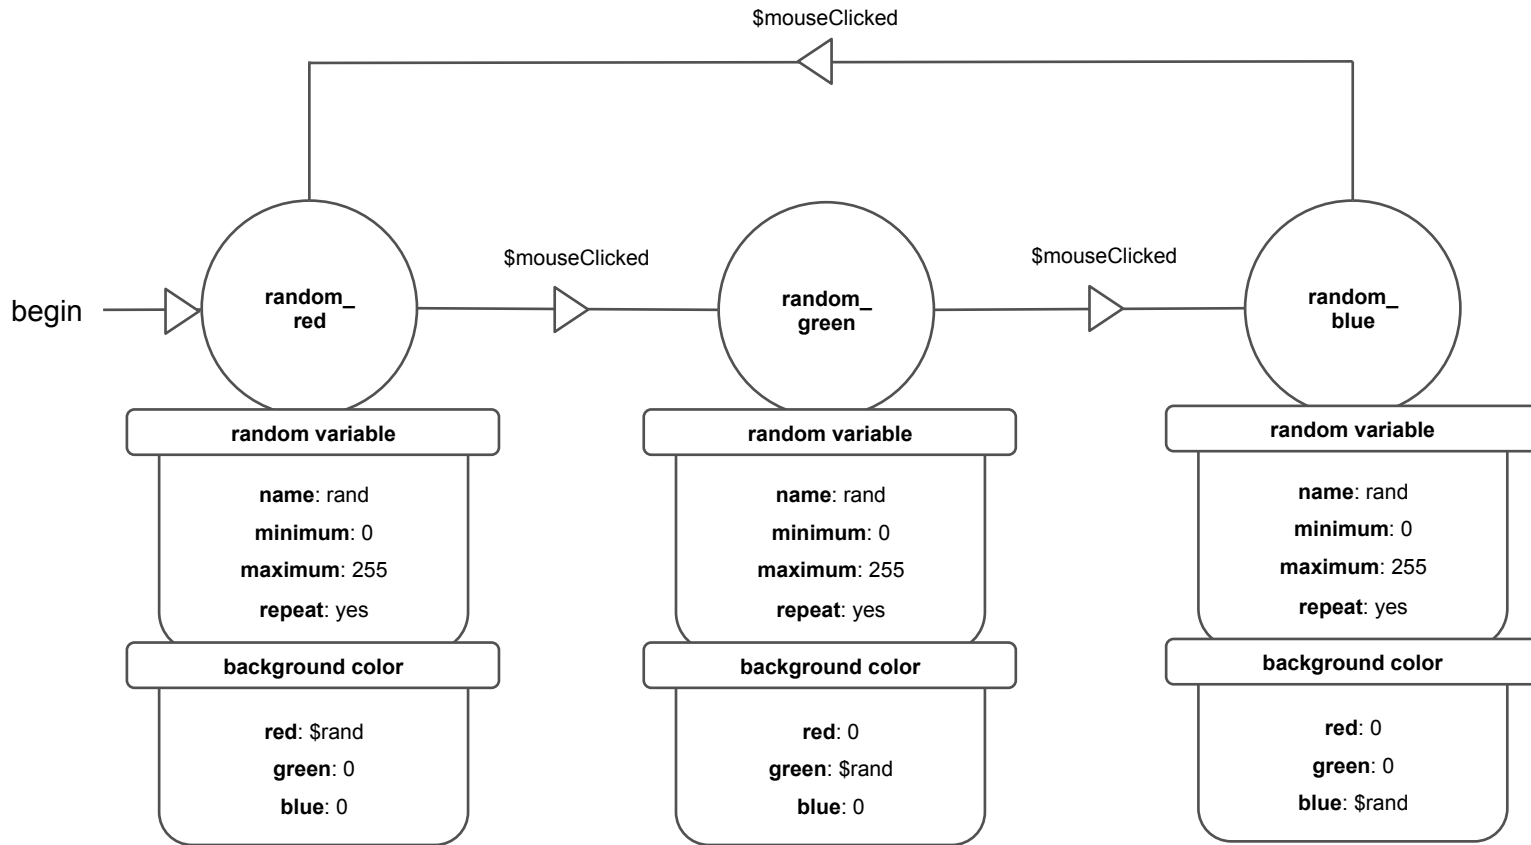 $mouseClicked
$mouseClicked
$mouseClicked
begin
random_
red
random_
green
random_
blue
random variable
name: rand
minimum: 0
maximum: 255
repeat: yes
background color
red: $rand
green: 0
blue: 0
random variable
name: rand
minimum: 0
maximum: 255
repeat: yes
background color
red: 0
green: $rand
blue: 0
random variable
name: rand
minimum: 0
maximum: 255
repeat: yes
background color
red: 0
green: 0
blue: $rand